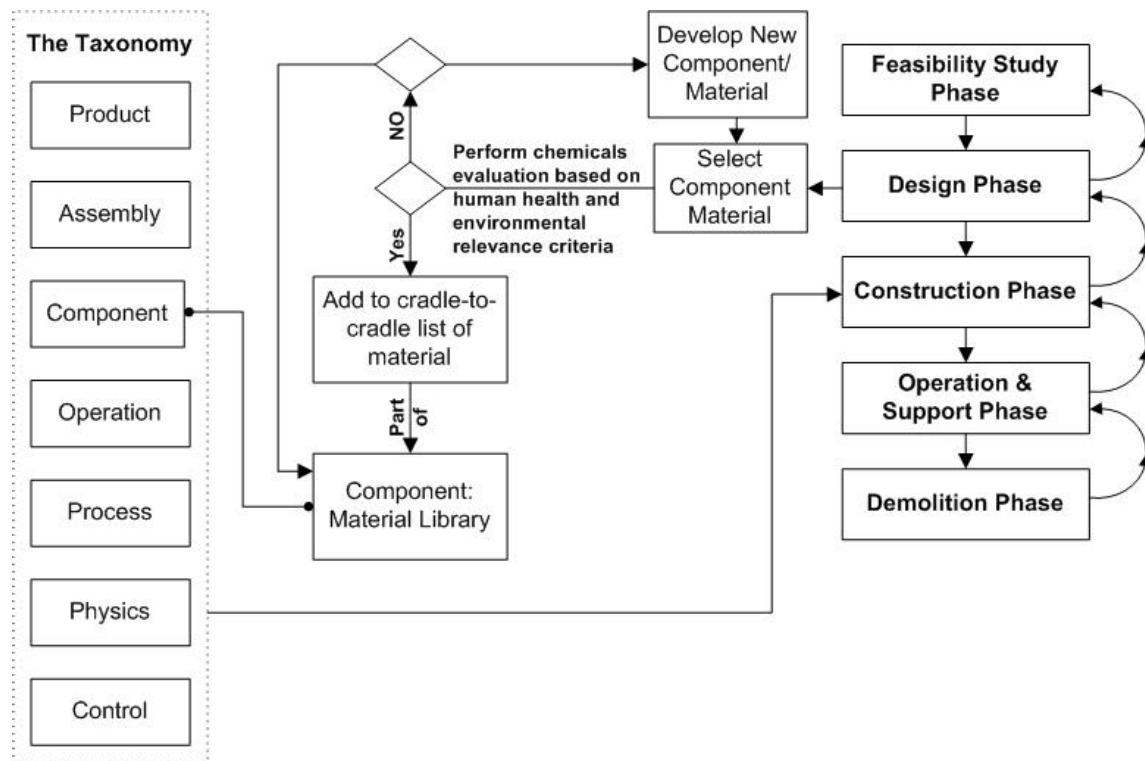 The Taxonomy
Product
Assembly
Component
Operation
Process
Physics
Control
NO
Yes
Add to cradle-to-
cradle list of
material
Part
of
Component:
Material Library
Perform chemicals
evaluation based on
human health and
environmental
relevance criteria
Develop New
Component/
Material
Select
Component
Material
Feasibility Study
Phase
Design Phase
Construction Phase
Operation &
Support Phase
Demolition Phase